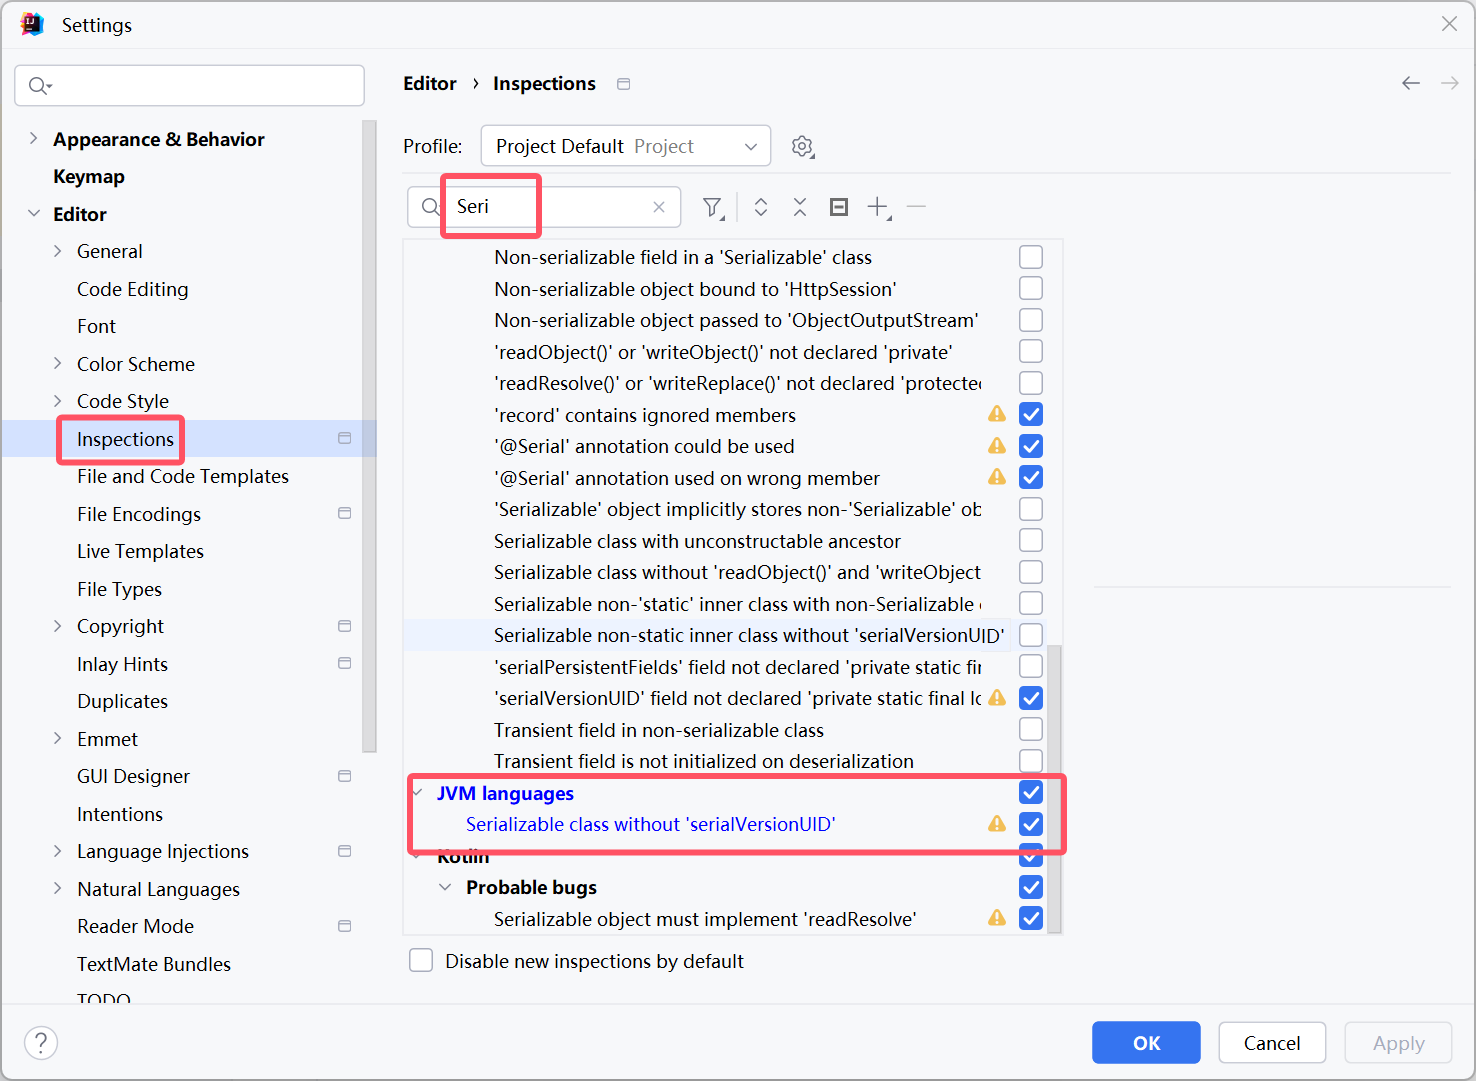 Settings
Editor › Inspections
Appearance & Behavior
Keymap
Editor
General
Code Editing
Font
Color Scheme
Code Style
Inspections
File and Code Templates
File Encodings
Live Templates
File Types
Copyright
Inlay Hints
Duplicates
Emmet
GUI Designer
Intentions
Language Injections
Natural Languages
Reader Mode
TextMate Bundles
TODO
Profile: Project Default Project
Seri
Non-serializable field in a 'Serializable' class
Non-serializable object bound to 'HttpSession'
Non-serializable object passed to 'ObjectOutputStream'
'readObject()' or 'writeObject()' not declared 'private'
'readResolve()' or 'writeReplace()' not declared 'protected
'record' contains ignored members
'@Serial' annotation could be used
'@Serial' annotation used on wrong member
'Serializable' object implicitly stores non-'Serializable' ob
Serializable class with unconstructable ancestor
Serializable class without 'readObject()' and 'writeObject
Serializable non-'static' inner class with non-Serializable
Serializable non-static inner class without 'serialVersionUID'
'serialPersistentFields' field not declared 'private static fin
'serialVersionUID' field not declared 'private static final lo
Transient field in non-serializable class
Transient field is not initialized on deserialization
JVM languages
Serializable class without 'serialVersionUID'
Kotlin
Probable bugs
Serializable object must implement 'readResolve'
Disable new inspections by default
?
OK
Cancel
Apply